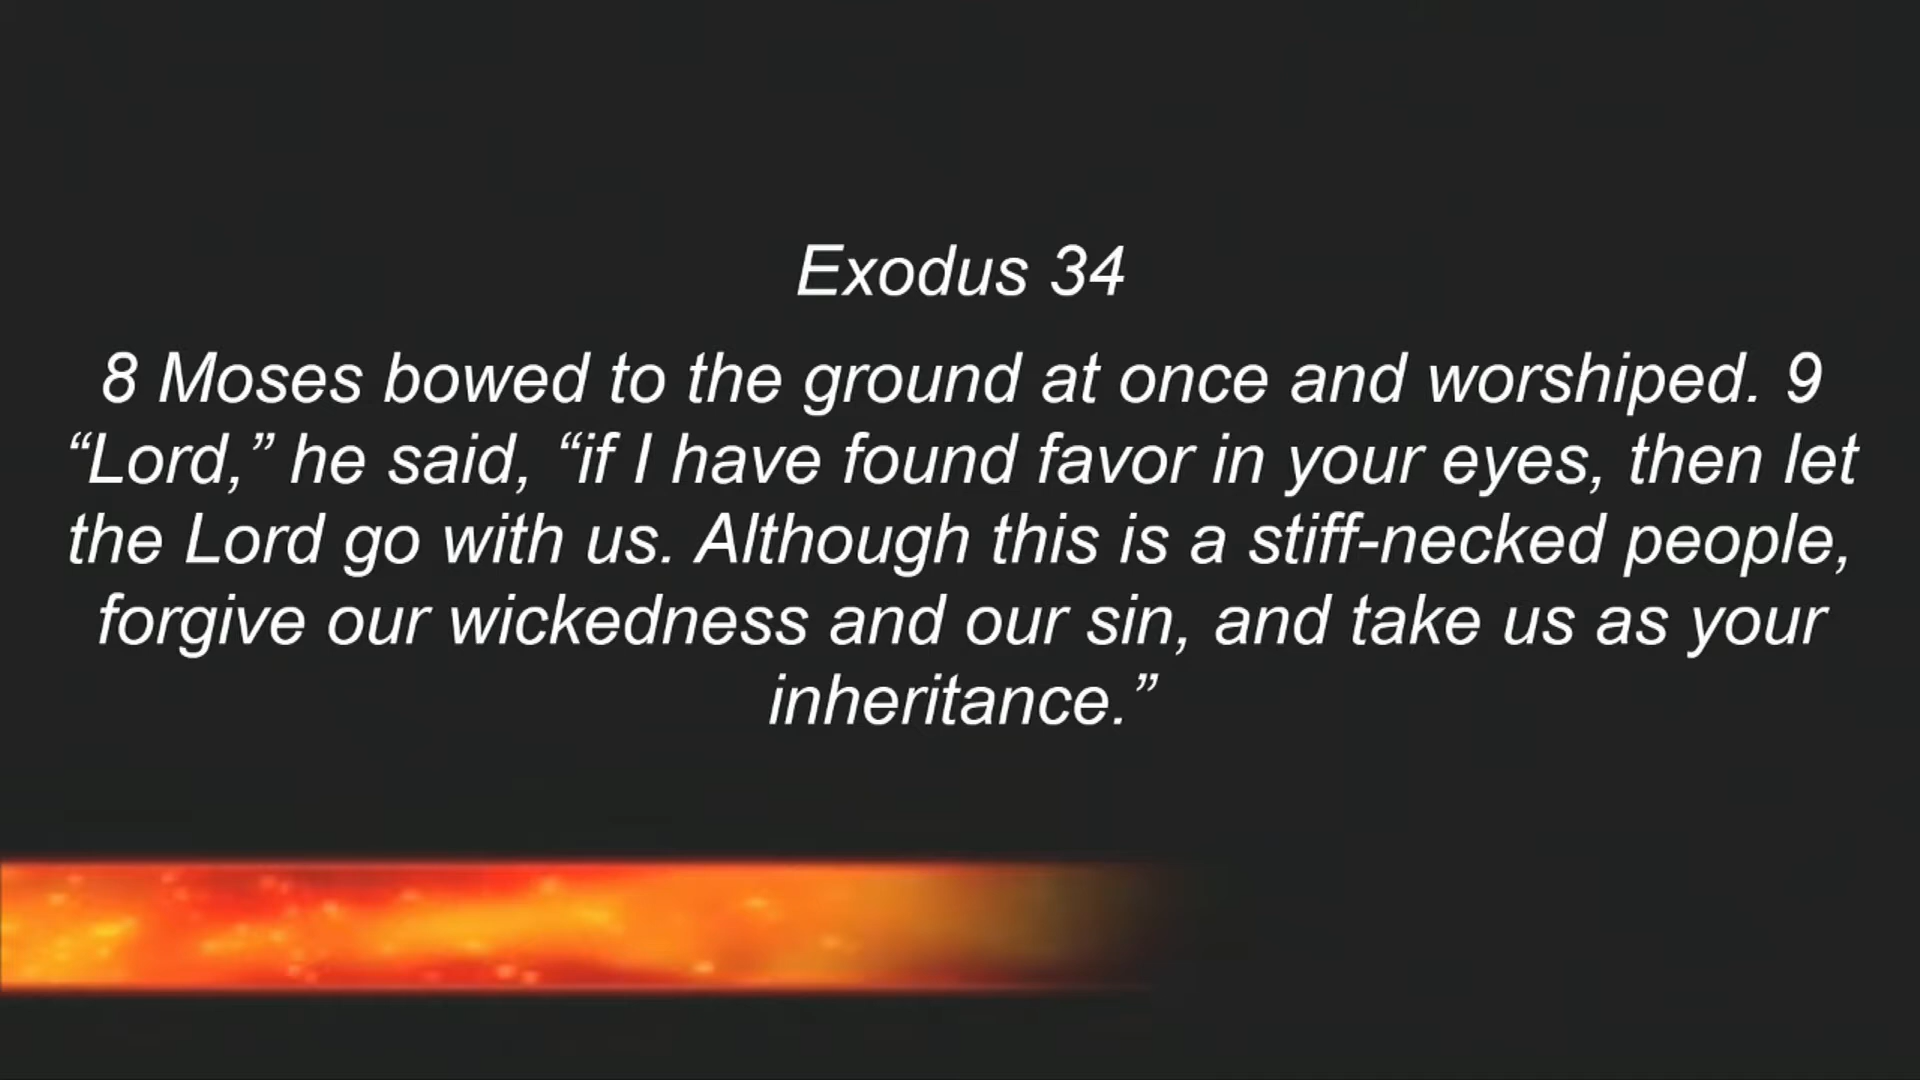 Exodus 34
8 Moses bowed to the ground at once and worshiped. 9
“Lord,” he said, “if I have found favor in your eyes, then let
the Lord go with us. Although this is a stiff-necked people,
forgive our wickedness and our sin, and take us as your
inheritance.”